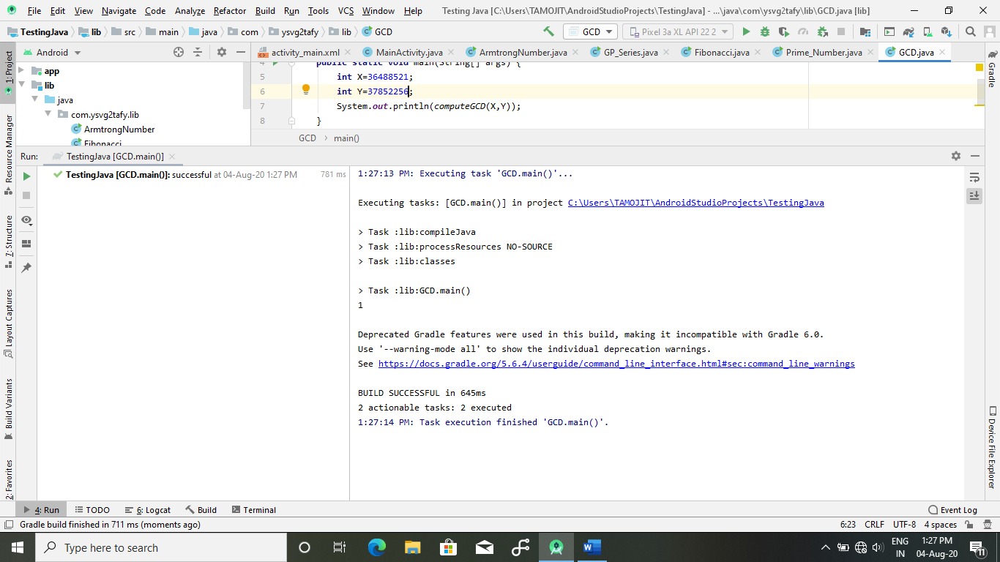 File Edit View Navigate Code Analyze Refactor Build Run Tools VCS Window Help Testing Java [C:\Users\TAMOJIT\AndroidStudioProjects\TestingJava] - ...\java\com\ysvg2tafy\lib\GCD.java [lib]
TestingJava lib src main java com ysvg2tafy lib GCD GCD Pixel 3a XL API 22 2
Android activity_main.xml MainActivity.java ArmtrongNumber.java GP_Series.java Fibonacci.java Prime_Number.java GCD.java
1: Project
Resource Manager
7: Structure
Layout Captures
Build Variants
2: Favorites
app
lib
java
com.ysvg2tafy.lib
ArmtrongNumber
Fibonacci
4 public static void main(String[] args) {
5 int X=36488521;
6 int Y=37852256;
7 System.out.println(computeGCD(X,Y));
8 }
GCD main()
Gradle
Device File Explorer
Run: TestingJava [GCD.main()]
TestingJava [GCD.main()]: successful at 04-Aug-20 1:27 PM 781 ms
1:27:13 PM: Executing task 'GCD.main()'...
Executing tasks: [GCD.main()] in project C:\Users\TAMOJIT\AndroidStudioProjects\TestingJava
> Task :lib:compileJava
> Task :lib:processResources NO-SOURCE
> Task :lib:classes
> Task :lib:GCD.main()
1
Deprecated Gradle features were used in this build, making it incompatible with Gradle 6.0.
Use '--warning-mode all' to show the individual deprecation warnings.
See https://docs.gradle.org/5.6.4/userguide/command_line_interface.html#sec:command_line_warnings
BUILD SUCCESSFUL in 645ms
2 actionable tasks: 2 executed
1:27:14 PM: Task execution finished 'GCD.main()'.
4: Run TODO 6: Logcat Build Terminal Event Log
Gradle build finished in 711 ms (moments ago) 6:23 CRLF UTF-8 4 spaces
Type here to search
ENG
IN
1:27 PM
04-Aug-20
11